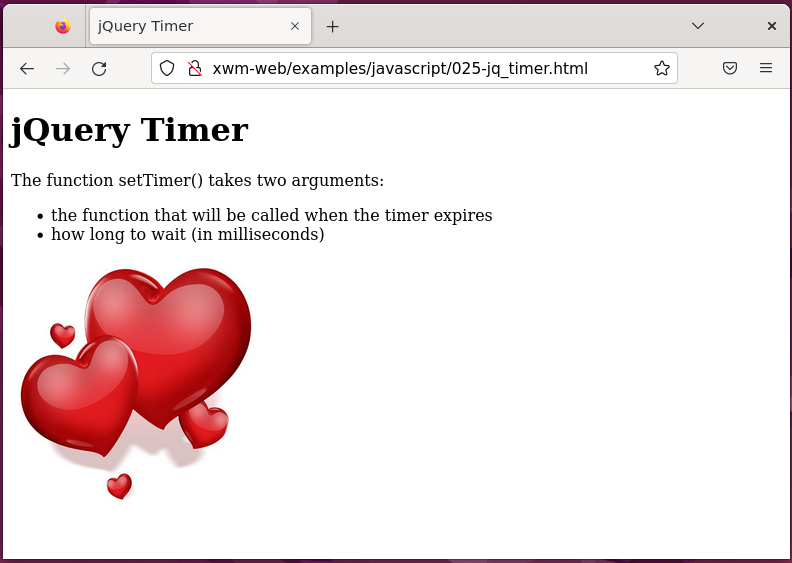 jQuery Timer
xwm-web/examples/javascript/025-jq_timer.html
jQuery Timer
The function setTimer() takes two arguments:
• the function that will be called when the timer expires
• how long to wait (in milliseconds)